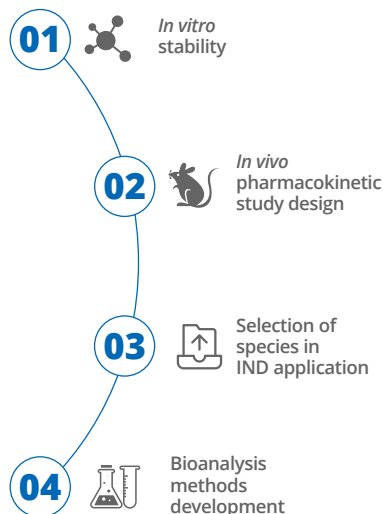 01
In vitro
stability
02
In vivo
pharmacokinetic
study design
03
Selection of
species in
IND application
04
Bioanalysis
methods
development